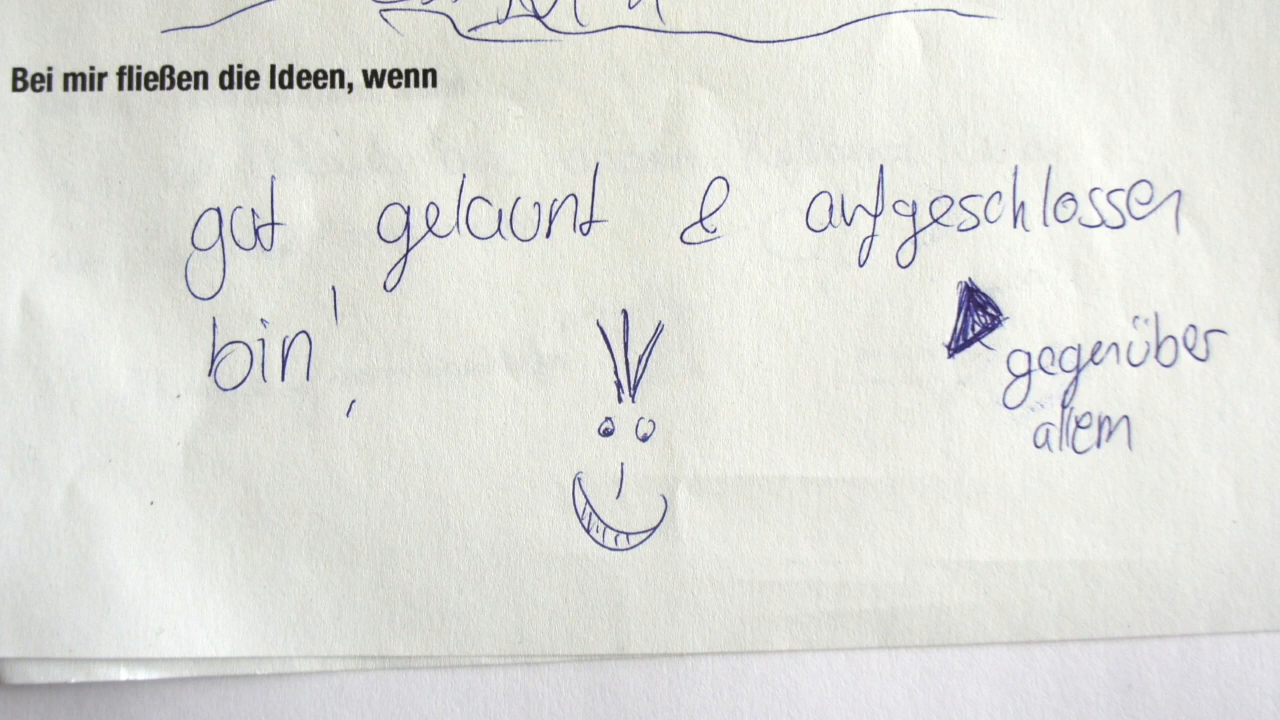 Bei mir fließen die Ideen, wenn
gut gelaunt & aufgeschlossen
bin!
gegenüber
allem